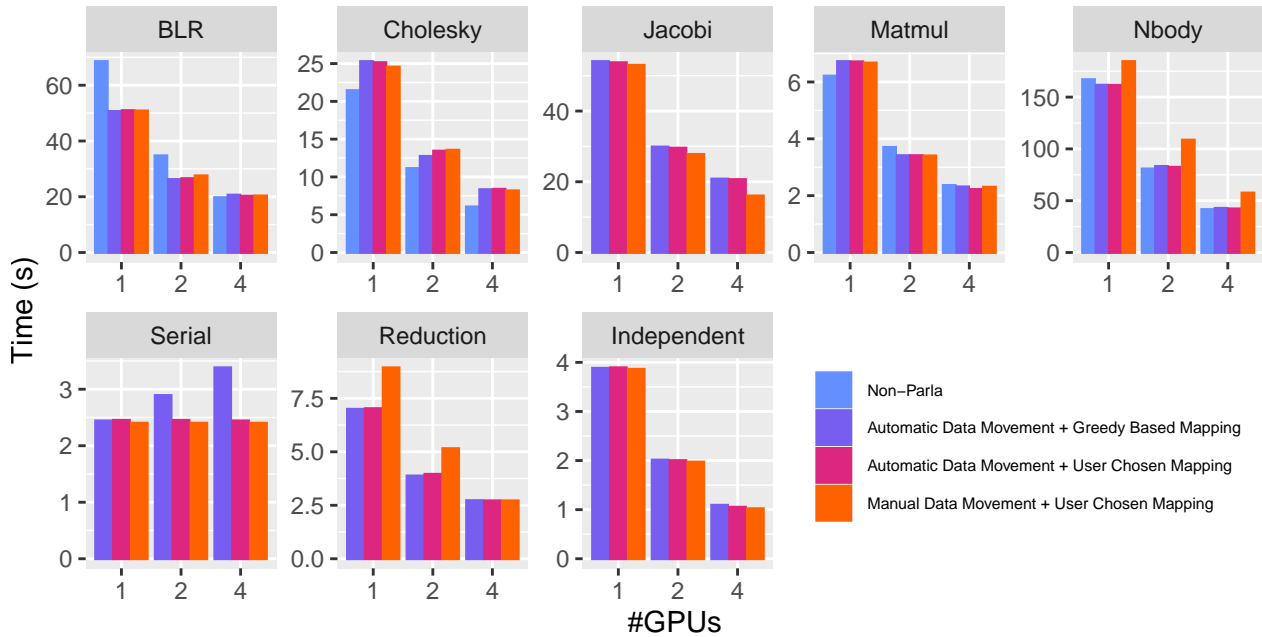 BLR
Cholesky
Jacobi
Matmul
Nbody
60
40
20
0
25
20
15
10
5
0
40
20
0
6
4
2
0
150
100
50
0
1 2 4
1 2 4
1 2 4
1 2 4
1 2 4
Time (s)
Serial
Reduction
Independent
3
2
1
0
7.5
5.0
2.5
0.0
4
3
2
1
0
1 2 4
1 2 4
1 2 4
#GPUs
Non−Parla
Automatic Data Movement + Greedy Based Mapping
Automatic Data Movement + User Chosen Mapping
Manual Data Movement + User Chosen Mapping